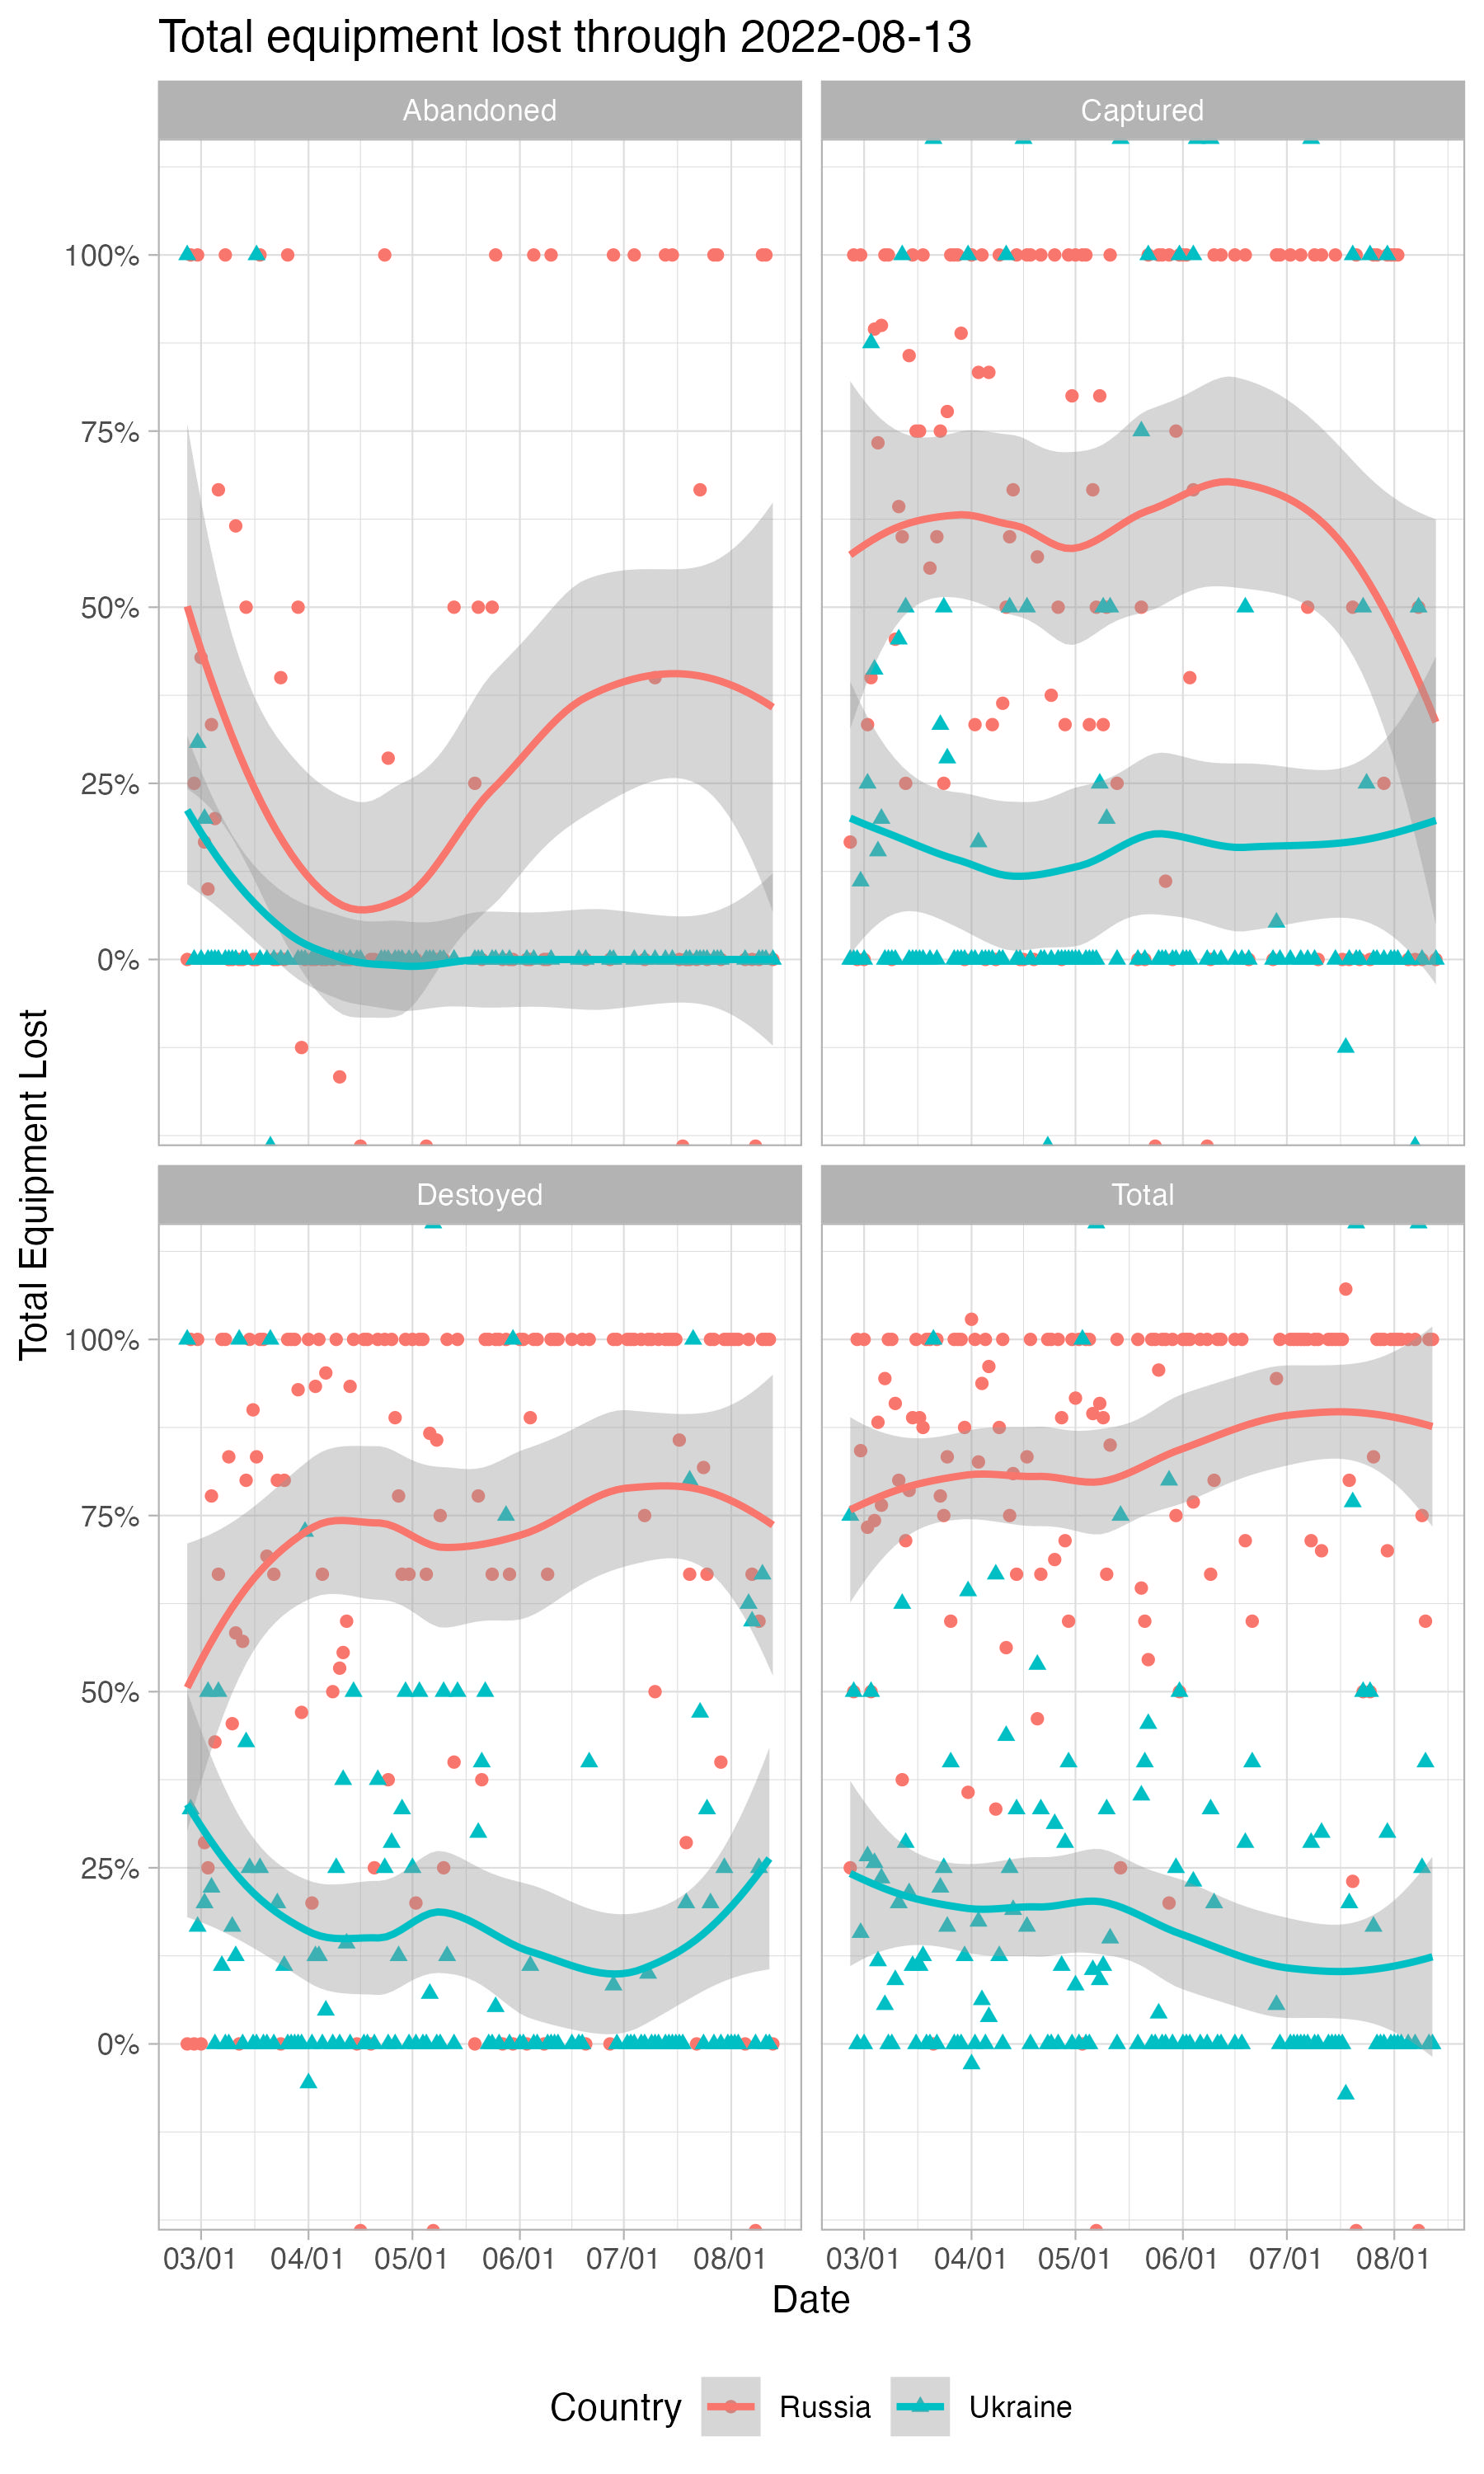 Total equipment lost through 2022-08-13
Abandoned
Captured
100%
75%
50%
25%
0%
Total Equipment Lost
Destoyed
Total
100%
75%
50%
25%
0%
03/01 04/01 05/01 06/01 07/01 08/01
03/01 04/01 05/01 06/01 07/01 08/01
Date
Country Russia Ukraine